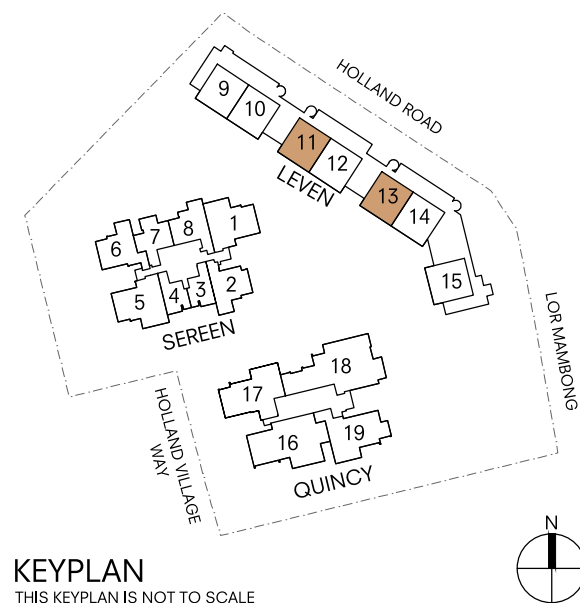 HOLLAND ROAD
9
10
11
12
LEVEN
13
14
15
LOR MAMBONG
1
8
7
6
5
4
3
2
SEREEN
18
17
16
19
QUINCY
HOLLAND VILLAGE
WAY
N
KEYPLAN
THIS KEYPLAN IS NOT TO SCALE